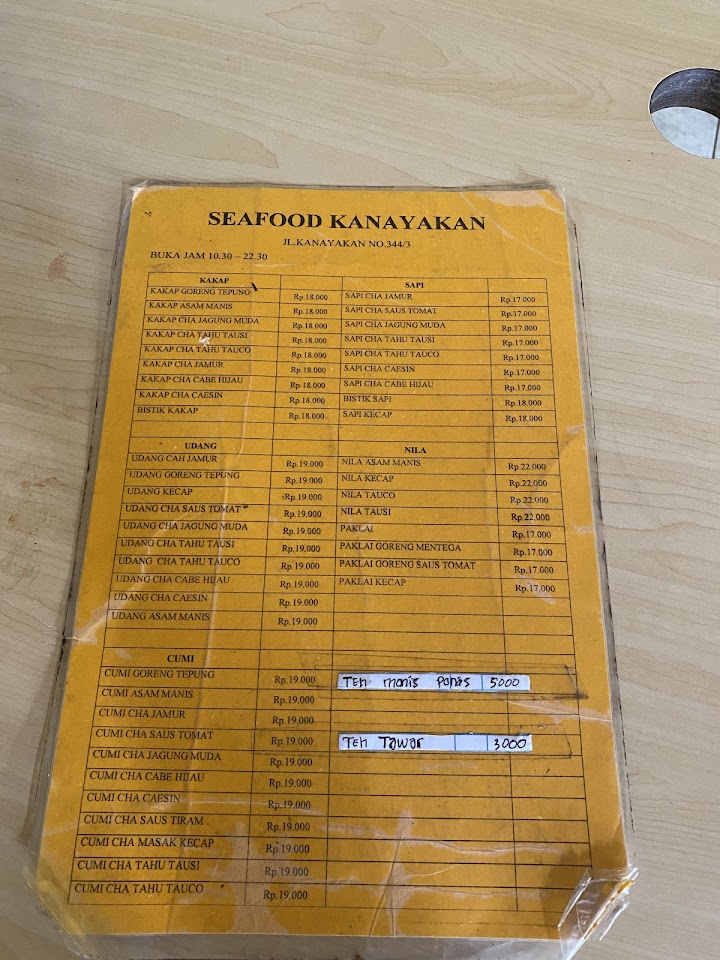 SEAFOOD KANAYAKAN
JL.KANAYAKAN NO.344/3
BUKA JAM 10.30 – 22.30
KAKAP
KAKAP GORENG TEPUNG Rp.18.000
KAKAP ASAM MANIS Rp.18.000
KAKAP CHA JAGUNG MUDA Rp.18.000
KAKAP CHA TAHU TAUSI Rp.18.000
KAKAP CHA TAHU TAUCO Rp.18.000
KAKAP CHA JAMUR Rp.18.000
KAKAP CHA CABE HIJAU Rp.18.000
KAKAP CHA CAESIN Rp.18.000
BISTIK KAKAP Rp.18.000
SAPI
SAPI CHA JAMUR Rp.17.000
SAPI CHA SAUS TOMAT Rp.17.000
SAPI CHA JAGUNG MUDA Rp.17.000
SAPI CHA TAHU TAUSI Rp.17.000
SAPI CHA TAHU TAUCO Rp.17.000
SAPI CHA CAESIN Rp.17.000
SAPI CHA CABE HIJAU Rp.17.000
BISTIK SAPI Rp.18.000
SAPI KECAP Rp.18.000
UDANG
UDANG CAH JAMUR Rp.19.000
UDANG GORENG TEPUNG Rp.19.000
UDANG KECAP Rp.19.000
UDANG CHA SAUS TOMAT Rp.19.000
UDANG CHA JAGUNG MUDA Rp.19.000
UDANG CHA TAHU TAUSI Rp.19.000
UDANG CHA TAHU TAUCO Rp.19.000
UDANG CHA CABE HIJAU Rp.19.000
UDANG CHA CAESIN Rp.19.000
UDANG ASAM MANIS Rp.19.000
NILA
NILA ASAM MANIS Rp.22.000
NILA KECAP Rp.22.000
NILA TAUCO Rp.22.000
NILA TAUSI Rp.22.000
PAKLAI Rp.17.000
PAKLAI GORENG MENTEGA Rp.17.000
PAKLAI GORENG SAUS TOMAT Rp.17.000
PAKLAI KECAP Rp.17.000
CUMI
CUMI GORENG TEPUNG Rp.19.000
CUMI ASAM MANIS Rp.19.000
CUMI CHA JAMUR Rp.19.000
CUMI CHA SAUS TOMAT Rp.19.000
CUMI CHA JAGUNG MUDA Rp.19.000
CUMI CHA CABE HIJAU Rp.19.000
CUMI CHA CAESIN Rp.19.000
CUMI CHA SAUS TIRAM Rp.19.000
CUMI CHA MASAK KECAP Rp.19.000
CUMI CHA TAHU TAUSI Rp.19.000
CUMI CHA TAHU TAUCO Rp.19.000
TEH manis panas 5000
TEH Tawar 3000